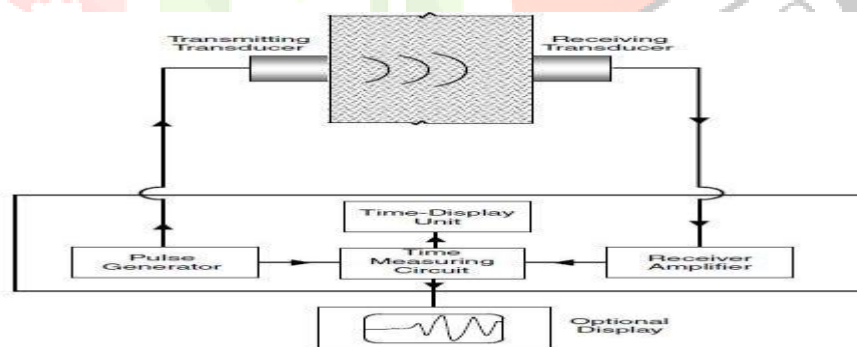 Transmitting
Transducer
Receiving
Transducer
Time-Display
Unit
Pulse
Generator
Time
Measuring
Circuit
Receiver
Amplifier
Optional
Display